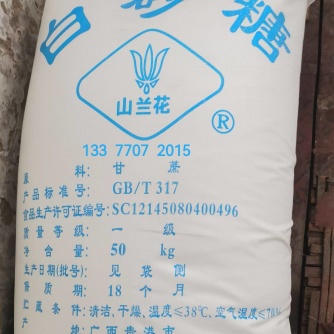 白砂糖
山兰花
®
133 7707 2015
原 料:甘 蔗
产品标准号:GB/T 317
食品生产许可证编号:SC12145080400496
质量等级:一 级
净含量:50 kg
生产日期(批号):见 袋 侧
保 质 期:18 个 月
贮藏条件:清洁、干燥、温度≤38℃、空气湿度≤70%
产 地:广西贵港市